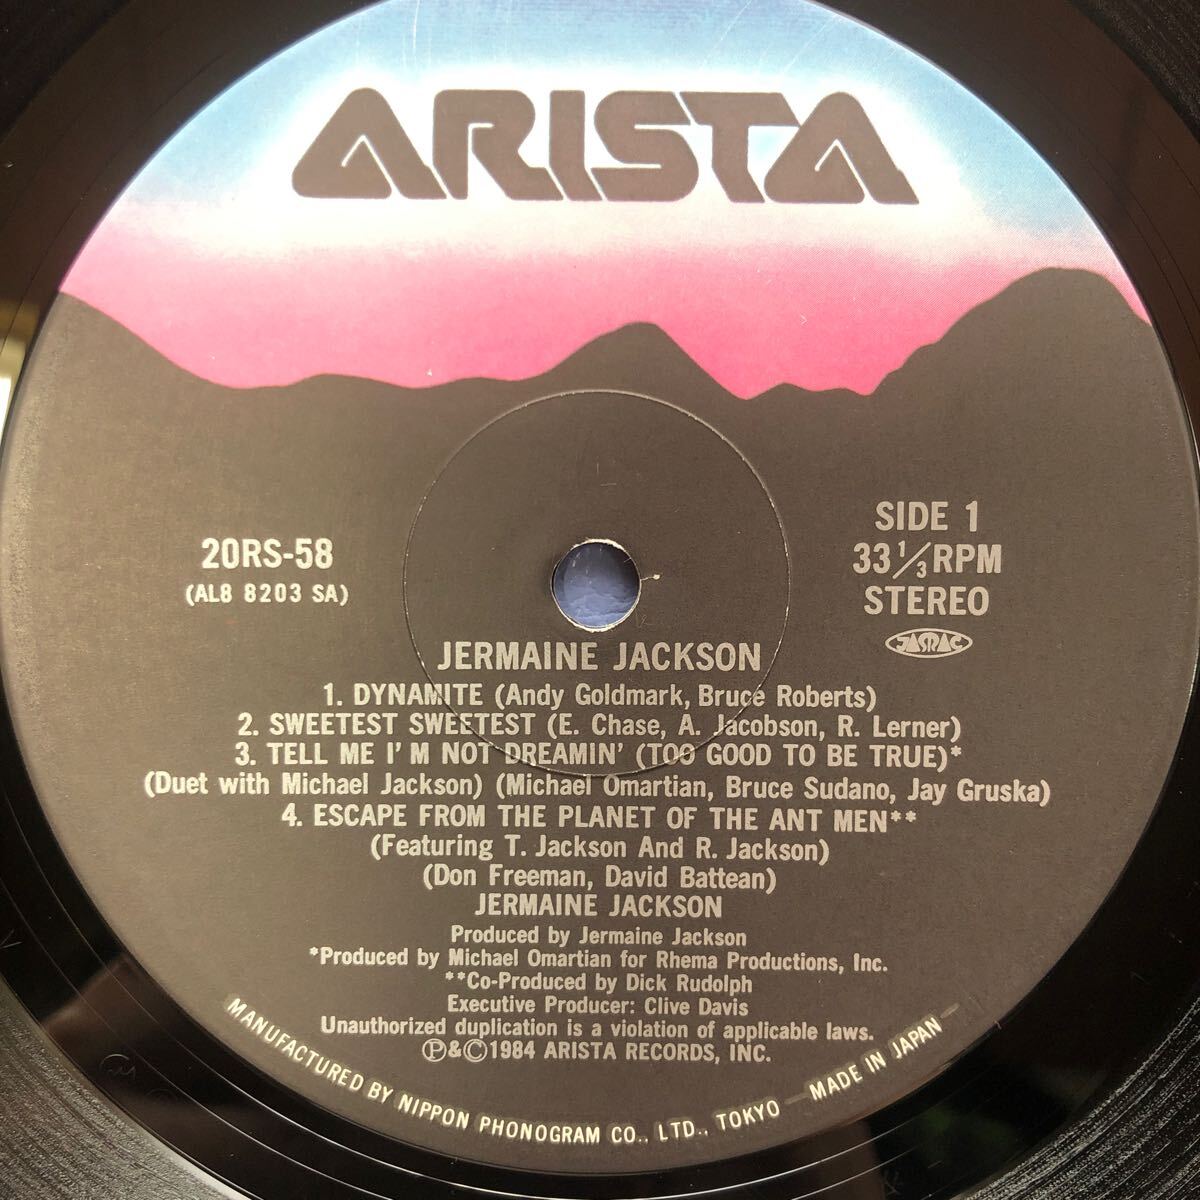 ARISTA
20RS-58
(AL8 8203 SA)
SIDE 1
33 1/3 RPM
STEREO
JASRAC
JERMAINE JACKSON
1. DYNAMITE (Andy Goldmark, Bruce Roberts)
2. SWEETEST SWEETEST (E. Chase, A. Jacobson, R. Lerner)
3. TELL ME I'M NOT DREAMIN' (TOO GOOD TO BE TRUE)*
(Duet with Michael Jackson) (Michael Omartian, Bruce Sudano, Jay Gruska)
4. ESCAPE FROM THE PLANET OF THE ANT MEN**
(Featuring T. Jackson And R. Jackson)
(Don Freeman, David Battean)
JERMAINE JACKSON
Produced by Jermaine Jackson
*Produced by Michael Omartian for Rhema Productions, Inc.
**Co-Produced by Dick Rudolph
Executive Producer: Clive Davis
Unauthorized duplication is a violation of applicable laws.
Ⓟ&©1984 ARISTA RECORDS, INC.
MANUFACTURED BY NIPPON PHONOGRAM CO., LTD., TOKYO — MADE IN JAPAN —